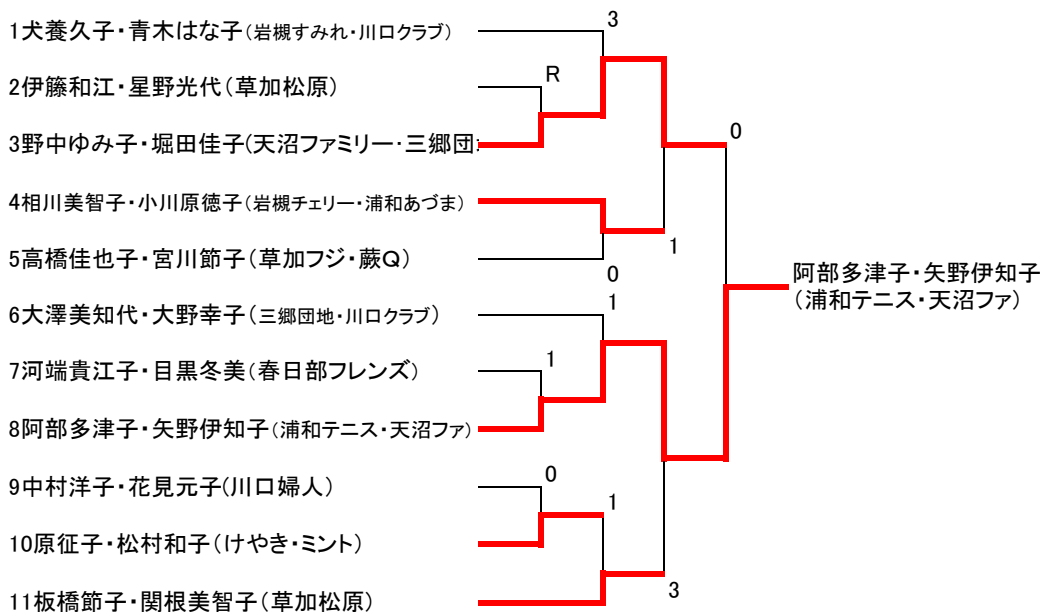 3
1犬養久子・青木はな子(岩槻すみれ・川口クラブ)
R
2伊藤和江・星野光代(草加松原)
0
3野中ゆみ子・堀田佳子(天沼ファミリー・三郷団
4相川美智子・小川原徳子(岩槻チェリー・浦和あづま)
1
5高橋佳也子・宮川節子(草加フジ・蕨Q)
0
阿部多津子・矢野伊知子
(浦和テニス・天沼ファ)
1
6大澤美知代・大野幸子(三郷団地・川口クラブ)
1
7河端貴江子・目黒冬美(春日部フレンズ)
8阿部多津子・矢野伊知子(浦和テニス・天沼ファ)
0
9中村洋子・花見元子(川口婦人)
1
10原征子・松村和子(けやき・ミント)
3
11板橋節子・関根美智子(草加松原)